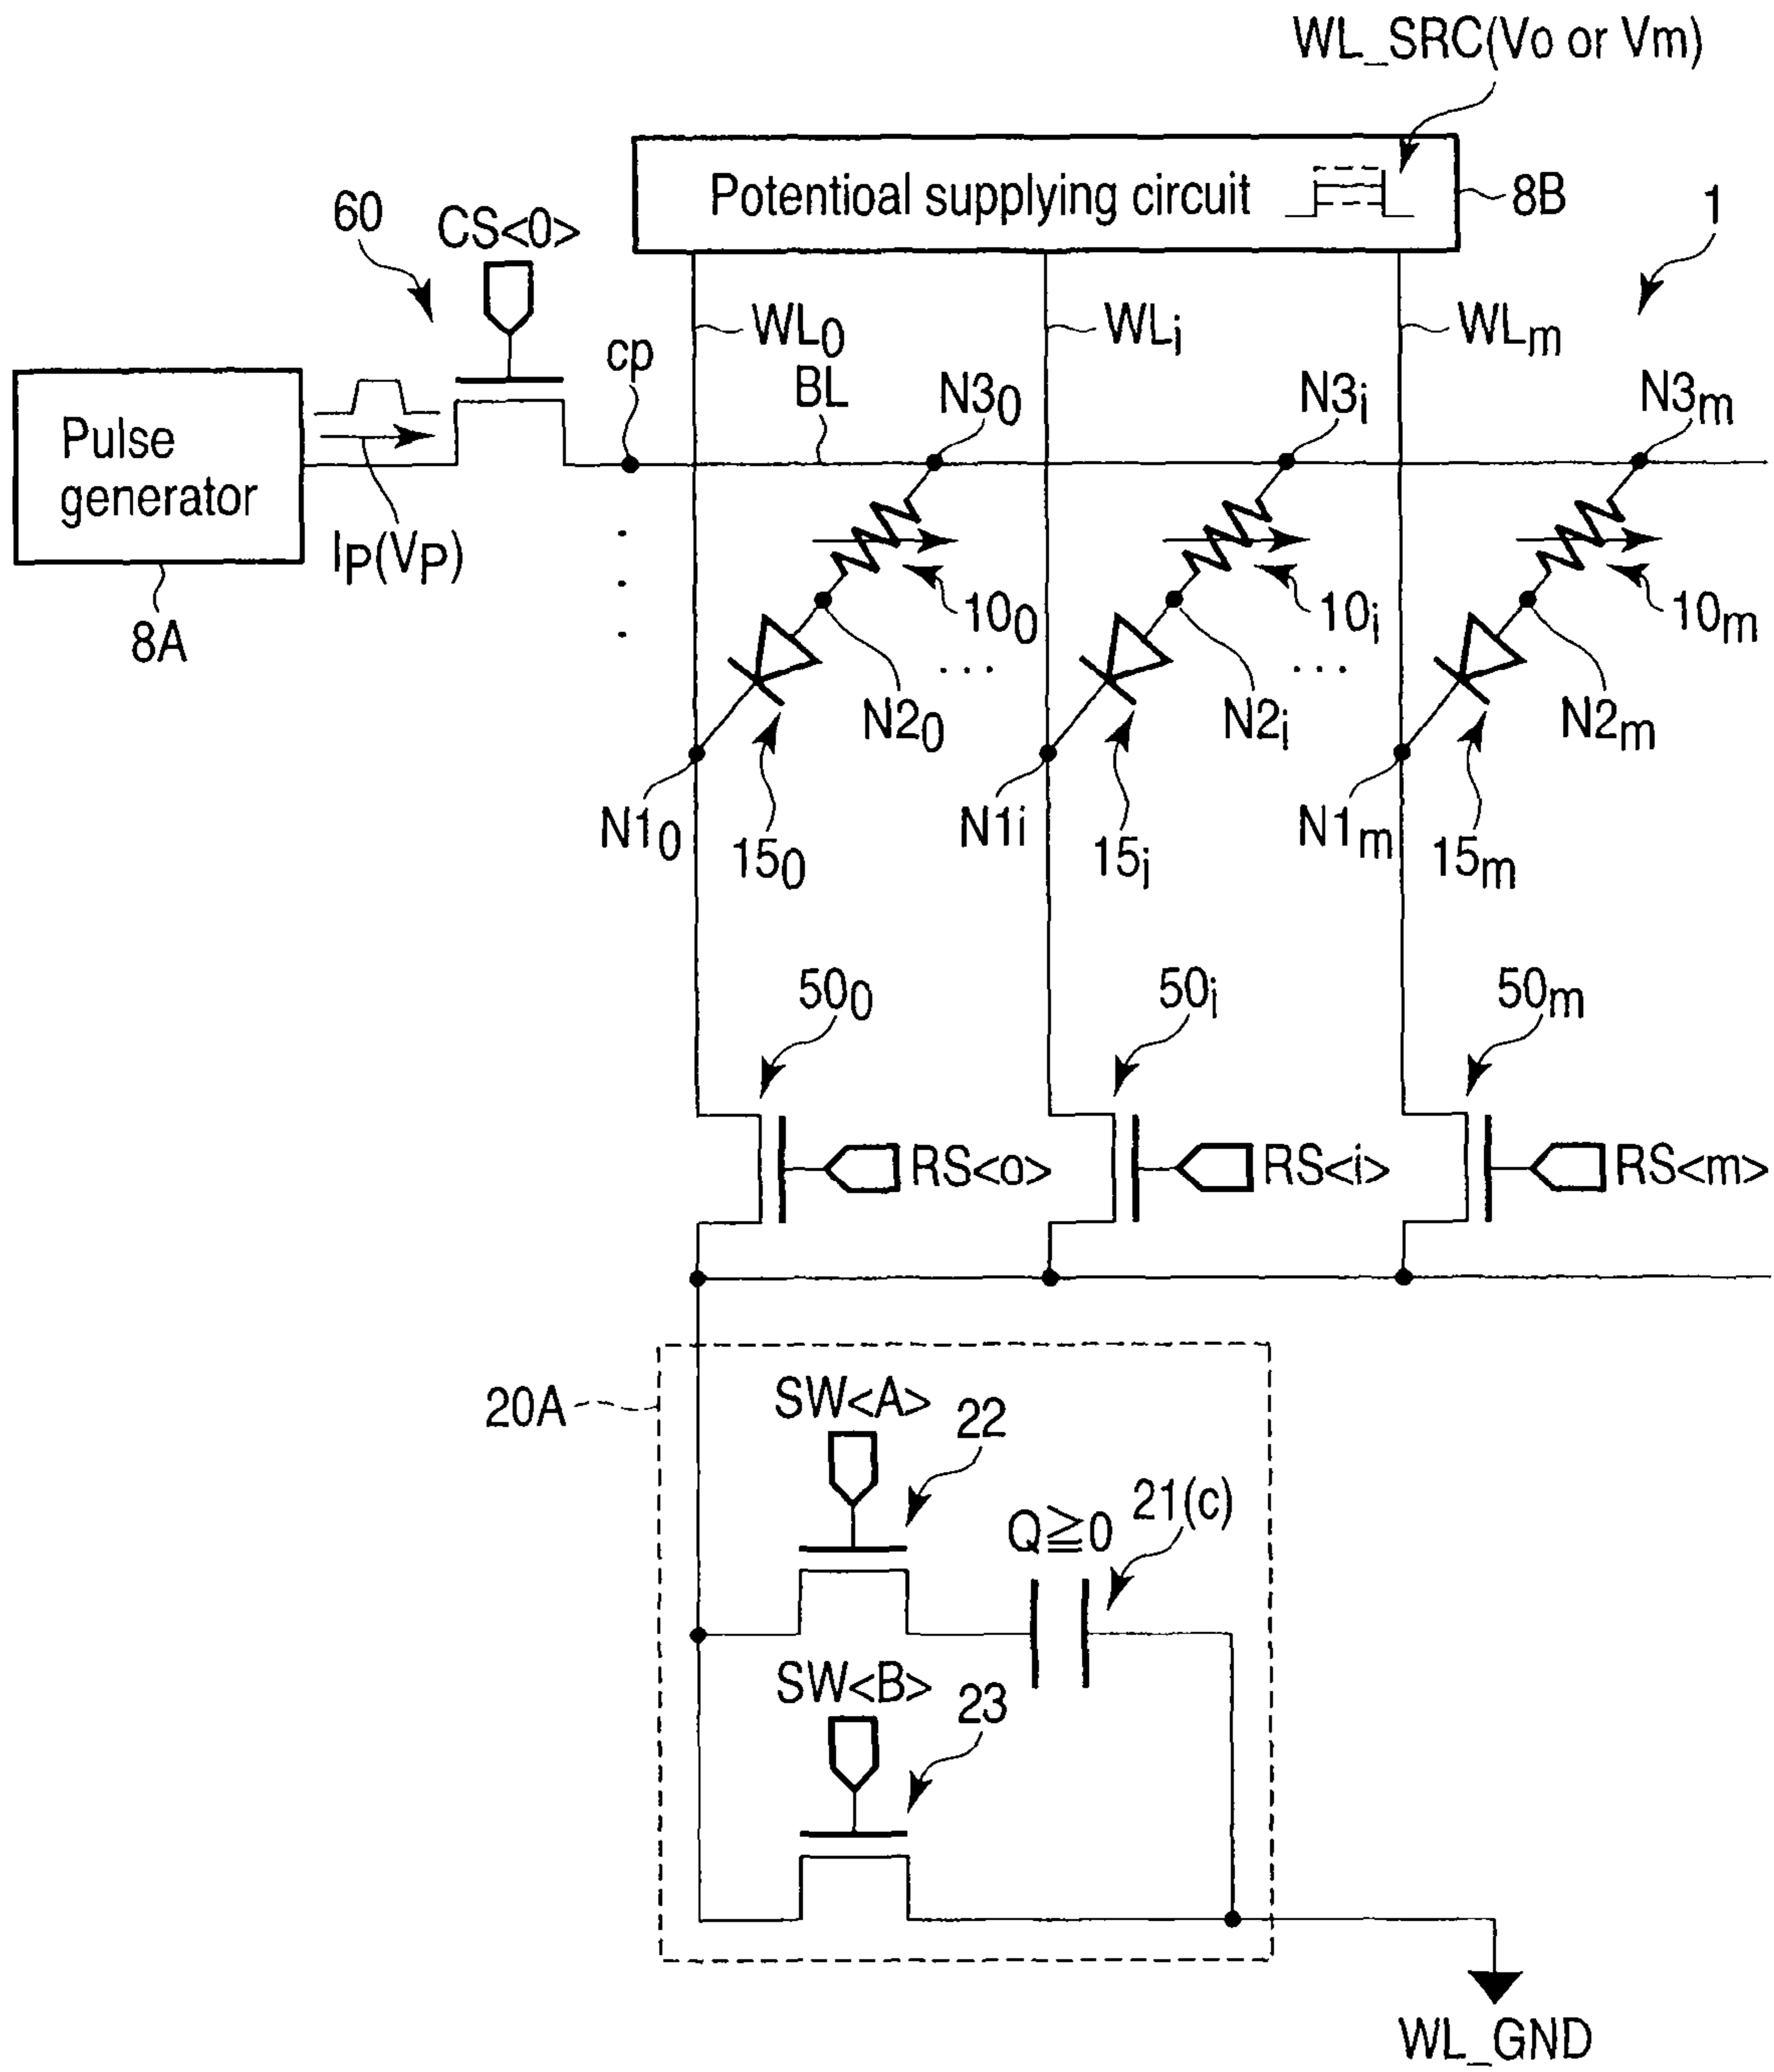 WL_SRC(Vo or Vm)
Potentioal supplying circuit
8B
1
60
CS<0>
WL0
WLi
WLm
cp
BL
N30
N3i
N3m
Pulse
generator
IP(VP)
8A
100
10i
10m
...
...
N20
N2i
N2m
N10
N1i
N1m
150
15i
15m
500
50i
50m
RS<o>
RS<i>
RS<m>
20A
SW<A>
22
Q≧0
21(c)
SW<B>
23
WL_GND